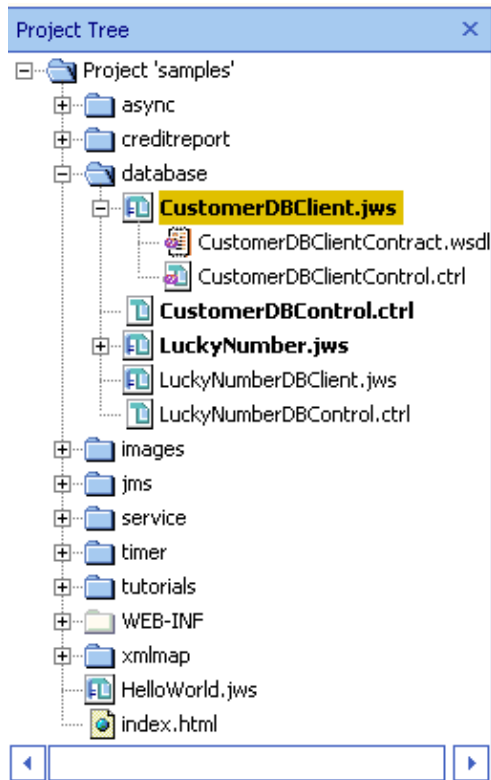 Project Tree
Project 'samples'
async
creditreport
database
CustomerDBClient.jws
CustomerDBClientContract.wsdl
CustomerDBClientControl.ctrl
CustomerDBControl.ctrl
LuckyNumber.jws
LuckyNumberDBClient.jws
LuckyNumberDBControl.ctrl
images
jms
service
timer
tutorials
WEB-INF
xmlmap
HelloWorld.jws
index.html